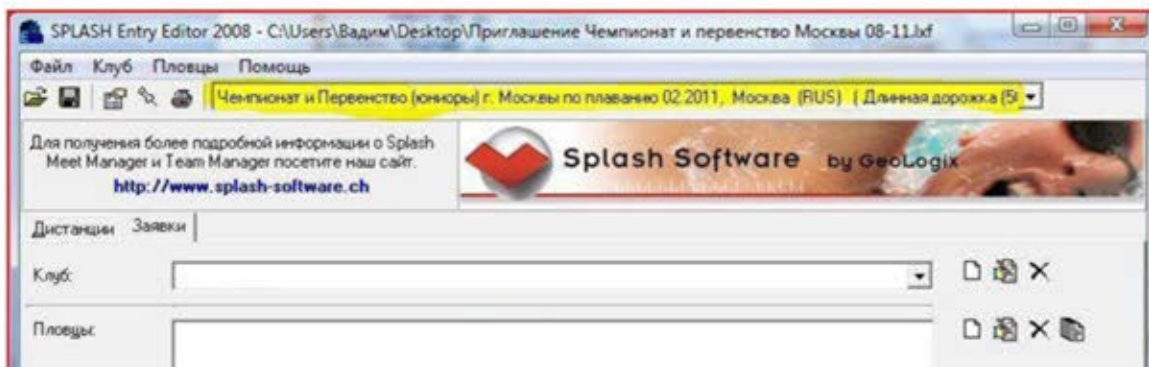 SPLASH Entry Editor 2008 - C:\Users\Вадим\Desktop\Приглашение Чемпионат и первенство Москвы 08-11.lxf
Файл Клуб Пловцы Помощь
Чемпионат и Первенство (юниоры) г. Москвы по плаванию 02.2011, Москва (RUS) ( Длинная дорожка (5
Для получения более подробной информации о Splash
Meet Manager и Team Manager посетите наш сайт.
http://www.splash-software.ch
Splash Software by GeoLogix
Дистанции Заявки
Клуб:
Пловцы: